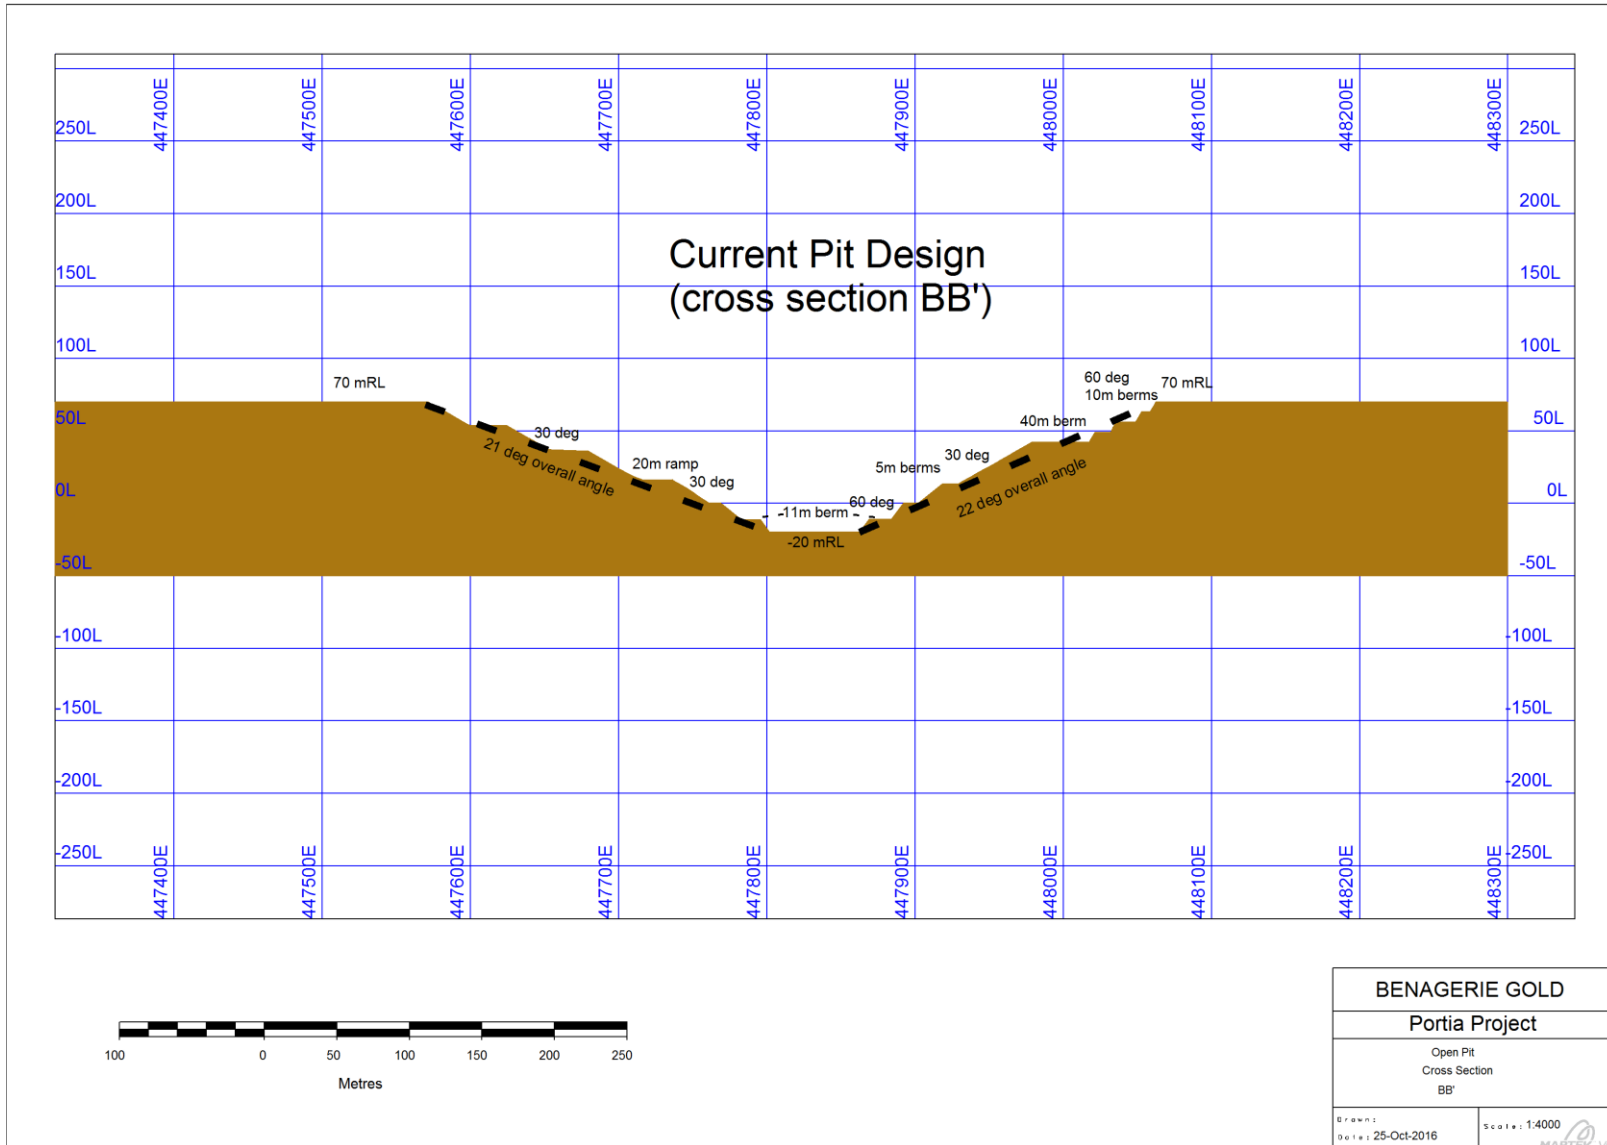 447400E 447500E 447600E 447700E 447800E 447900E 448000E 448100E 448200E 448300E
250L 250L
200L 200L
Current Pit Design
(cross section BB')
150L 150L
100L 100L
70 mRL
60 deg
70 mRL
10m berms
50L 50L
40m berm
30 deg
21 deg overall angle
20m ramp
30 deg
5m berms
30 deg
22 deg overall angle
0L 0L
60 deg
11m berm
-20 mRL
-50L -50L
-100L -100L
-150L -150L
-200L -200L
-250L -250L
447400E 447500E 447600E 447700E 447800E 447900E 448000E 448100E 448200E 448300E
100 0 50 100 150 200 250
Metres
BENAGERIE GOLD
Portia Project
Open Pit
Cross Section
BB'
Drawn:
Date: 25-Oct-2016
Scale: 1:4000